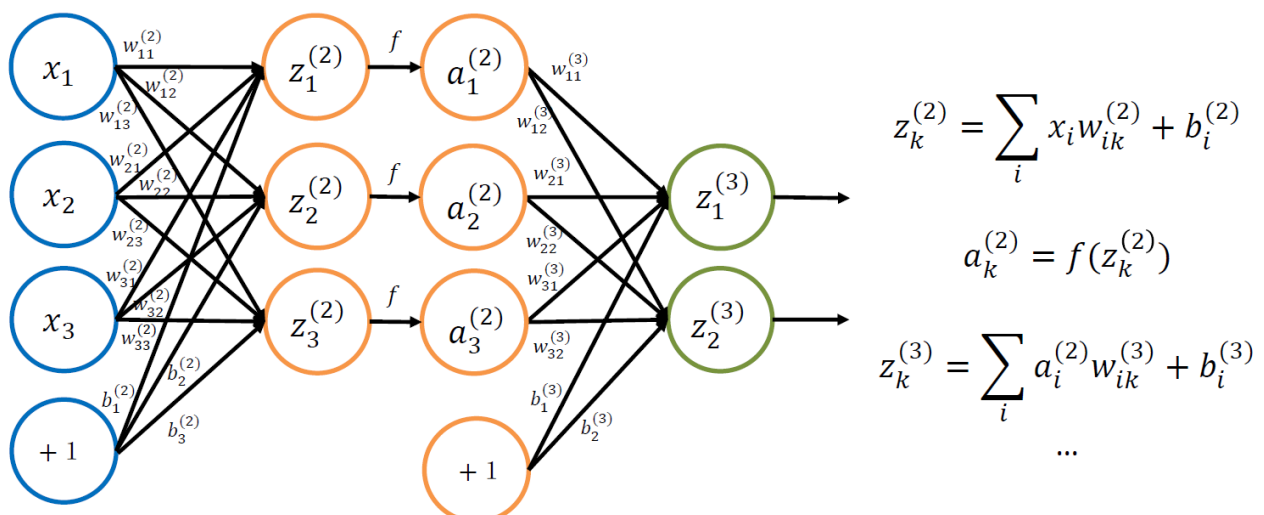 x₁
w₁₁⁽²⁾
w₁₂⁽²⁾
w₁₃⁽²⁾
z₁⁽²⁾
f
a₁⁽²⁾
w₁₁⁽³⁾
w₁₂⁽³⁾
x₂
w₂₁⁽²⁾
w₂₂⁽²⁾
w₂₃⁽²⁾
z₂⁽²⁾
f
a₂⁽²⁾
w₂₁⁽³⁾
w₂₂⁽³⁾
z₁⁽³⁾
x₃
w₃₁⁽²⁾
w₃₂⁽²⁾
w₃₃⁽²⁾
z₃⁽²⁾
f
a₃⁽²⁾
w₃₁⁽³⁾
w₃₂⁽³⁾
z₂⁽³⁾
+ 1
b₁⁽²⁾
b₂⁽²⁾
b₃⁽²⁾
+ 1
b₁⁽³⁾
b₂⁽³⁾
zₖ⁽²⁾ = ∑ᵢ xᵢwᵢₖ⁽²⁾ + bᵢ⁽²⁾
aₖ⁽²⁾ = f(zₖ⁽²⁾)
zₖ⁽³⁾ = ∑ᵢ aᵢ⁽²⁾wᵢₖ⁽³⁾ + bᵢ⁽³⁾
...